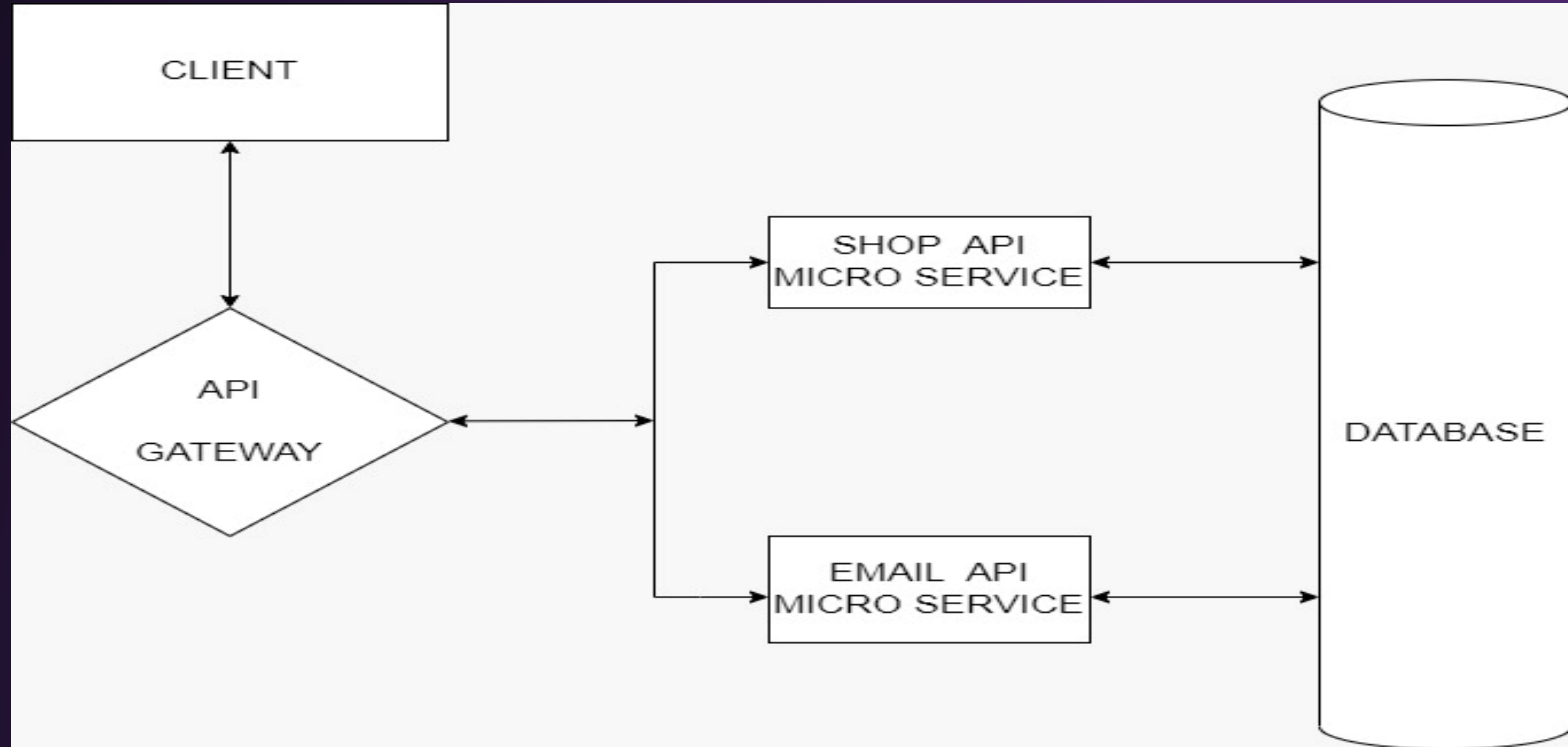 CLIENT
API
GATEWAY
SHOP API
MICRO SERVICE
EMAIL API
MICRO SERVICE
DATABASE